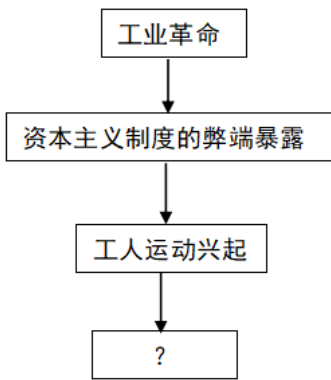 工业革命
资本主义制度的弊端暴露
工人运动兴起
？